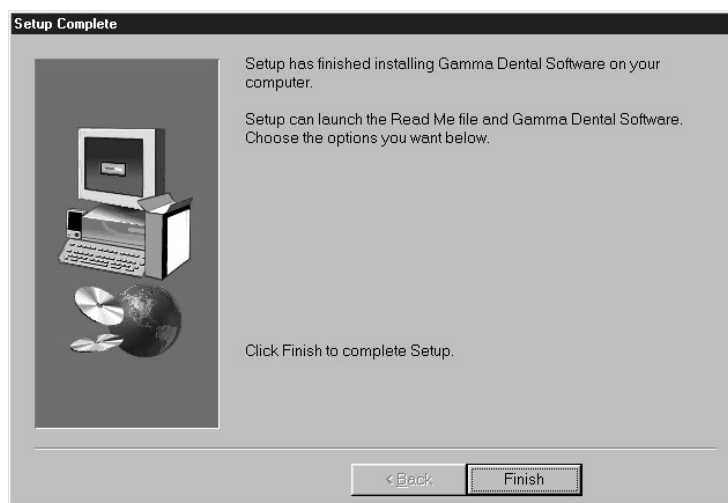 Setup Complete
Setup has finished installing Gamma Dental Software on your
computer.
Setup can launch the Read Me file and Gamma Dental Software.
Choose the options you want below.
Click Finish to complete Setup.
< Back
Finish